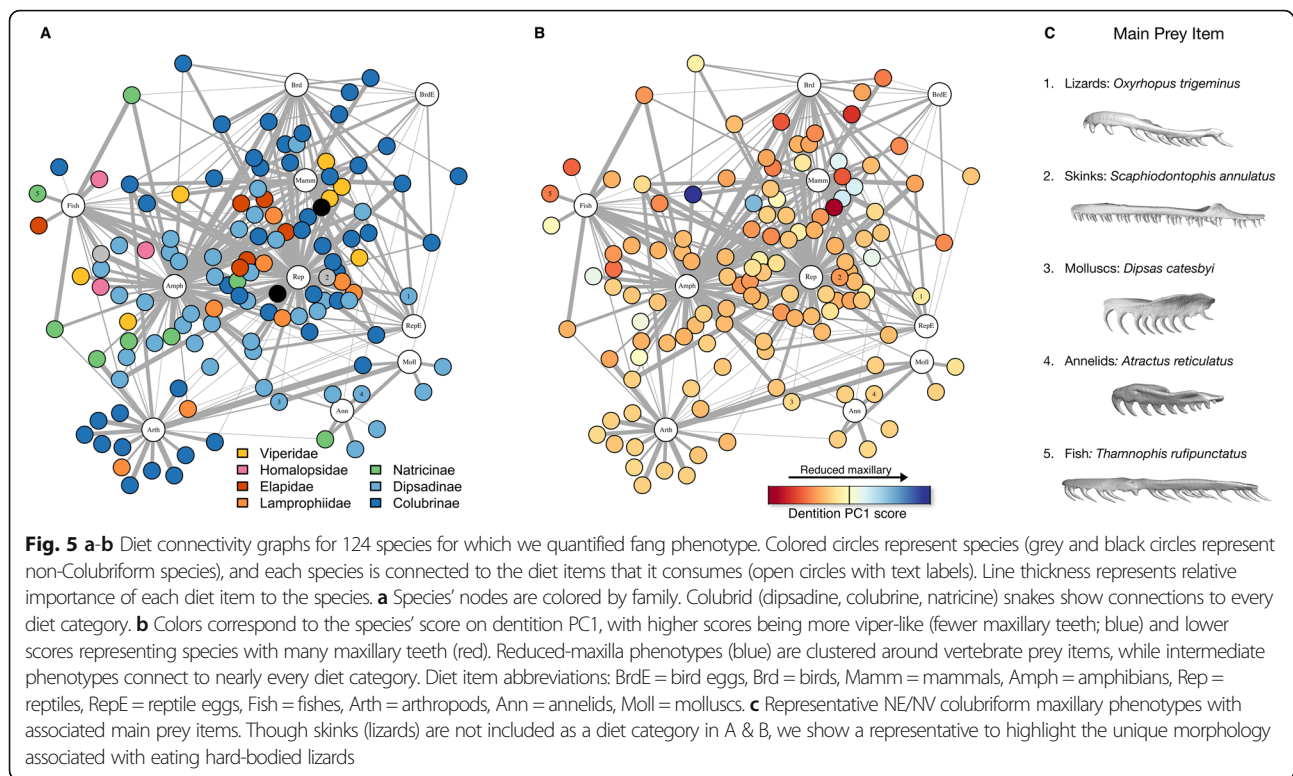 A
Brd
BrdE
Mamm
5
Fish
Rep
2
Amph
1
RepE
Moll
3
4
Ann
Arth
Viperidae
Homalopsidae
Elapidae
Lamprophiidae
Natricinae
Dipsadinae
Colubrinae
B
Brd
BrdE
Mamm
5
Fish
Rep
2
Amph
1
RepE
Moll
3
4
Ann
Arth
Reduced maxillary
Dentition PC1 score
C Main Prey Item
1. Lizards: Oxyrhopus trigeminus
2. Skinks: Scaphiodontophis annulatus
3. Molluscs: Dipsas catesbyi
4. Annelids: Atractus reticulatus
5. Fish: Thamnophis rufipunctatus
Fig. 5 a-b Diet connectivity graphs for 124 species for which we quantified fang phenotype. Colored circles represent species (grey and black circles represent
non-Colubriform species), and each species is connected to the diet items that it consumes (open circles with text labels). Line thickness represents relative
importance of each diet item to the species. a Species' nodes are colored by family. Colubrid (dipsadine, colubrine, natricine) snakes show connections to every
diet category. b Colors correspond to the species' score on dentition PC1, with higher scores being more viper-like (fewer maxillary teeth; blue) and lower
scores representing species with many maxillary teeth (red). Reduced-maxilla phenotypes (blue) are clustered around vertebrate prey items, while intermediate
phenotypes connect to nearly every diet category. Diet item abbreviations: BrdE = bird eggs, Brd = birds, Mamm = mammals, Amph = amphibians, Rep =
reptiles, RepE = reptile eggs, Fish = fishes, Arth = arthropods, Ann = annelids, Moll = molluscs. c Representative NE/NV colubriform maxillary phenotypes with
associated main prey items. Though skinks (lizards) are not included as a diet category in A & B, we show a representative to highlight the unique morphology
associated with eating hard-bodied lizards